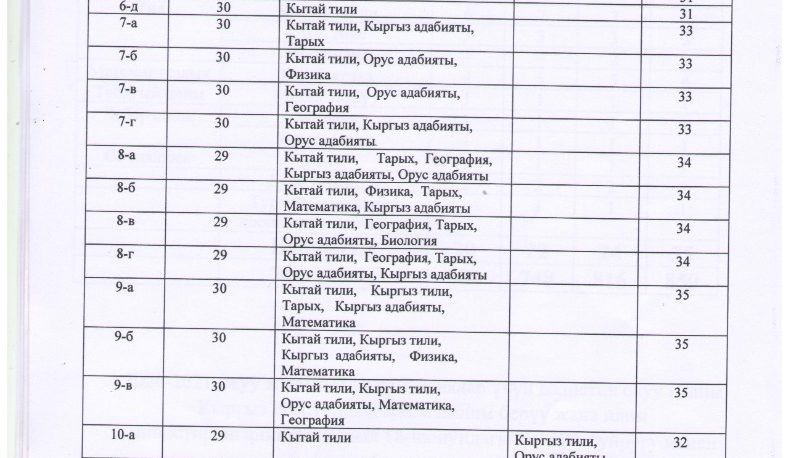 6-д 30 Кытай тили 31
7-а 30 Кытай тили, Кыргыз адабияты, 33
Тарых
7-б 30 Кытай тили, Орус адабияты, 33
Физика
7-в 30 Кытай тили, Орус адабияты, 33
География
7-г 30 Кытай тили, Кыргыз адабияты, 33
Орус адабияты
8-а 29 Кытай тили, Тарых, География, 34
Кыргыз адабияты, Орус адабияты
8-б 29 Кытай тили, Физика, Тарых, 34
Математика, Кыргыз адабияты
8-в 29 Кытай тили, География, Тарых, 34
Орус адабияты, Биология
8-г 29 Кытай тили, География, Тарых, 34
Орус адабияты, Кыргыз адабияты
9-а 30 Кытай тили, Кыргыз тили, 35
Тарых, Кыргыз адабияты,
Математика
9-б 30 Кытай тили, Кыргыз тили, 35
Кыргыз адабияты, Физика,
Математика
9-в 30 Кытай тили, Кыргыз тили, 35
Орус адабияты, Математика,
География
10-а 29 Кытай тили Кыргыз тили, 32
Орус адабияты